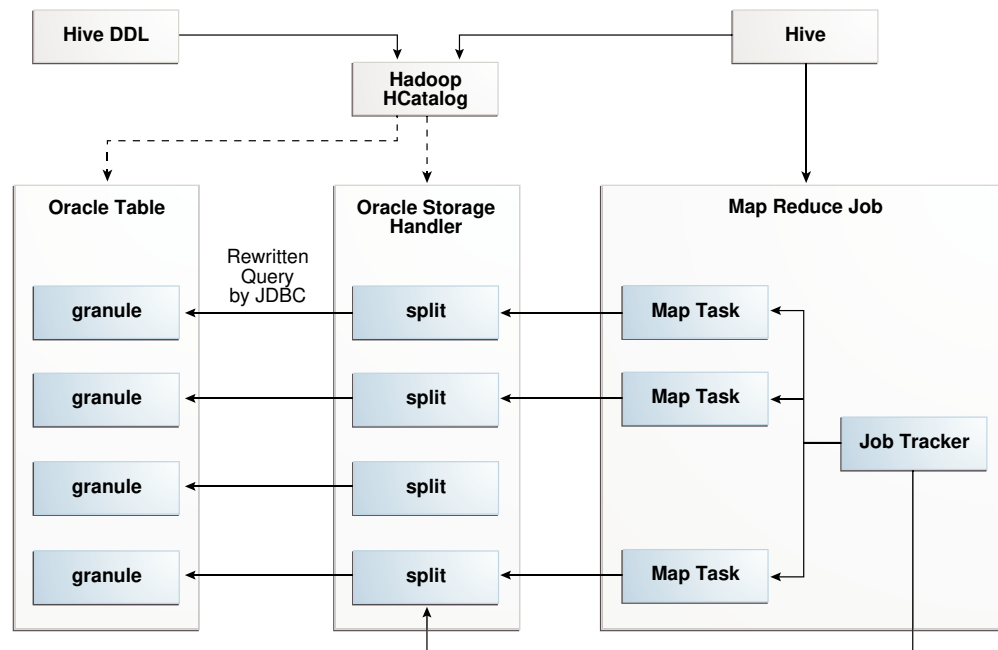 Hive DDL
Hive
Hadoop
HCatalog
Oracle Table
Oracle Storage
Handler
Map Reduce Job
Rewritten
Query
by JDBC
granule
split
Map Task
granule
split
Map Task
Job Tracker
granule
split
granule
split
Map Task